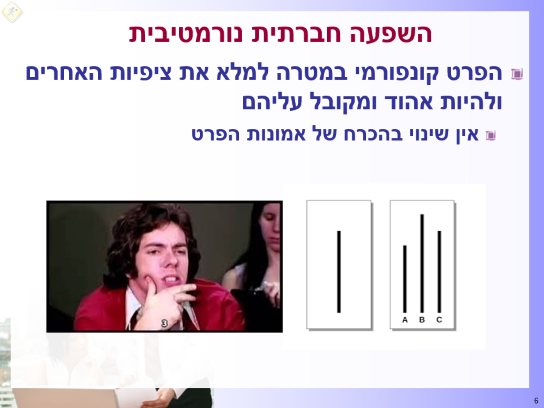 השפעה חברתית נורמטיבית
הפרט קונפורמי במטרה למלא את ציפיות האחרים
ולהיות אהוד ומקובל עליהם
אין שינוי בהכרח של אמונות הפרט
3
A B C
6